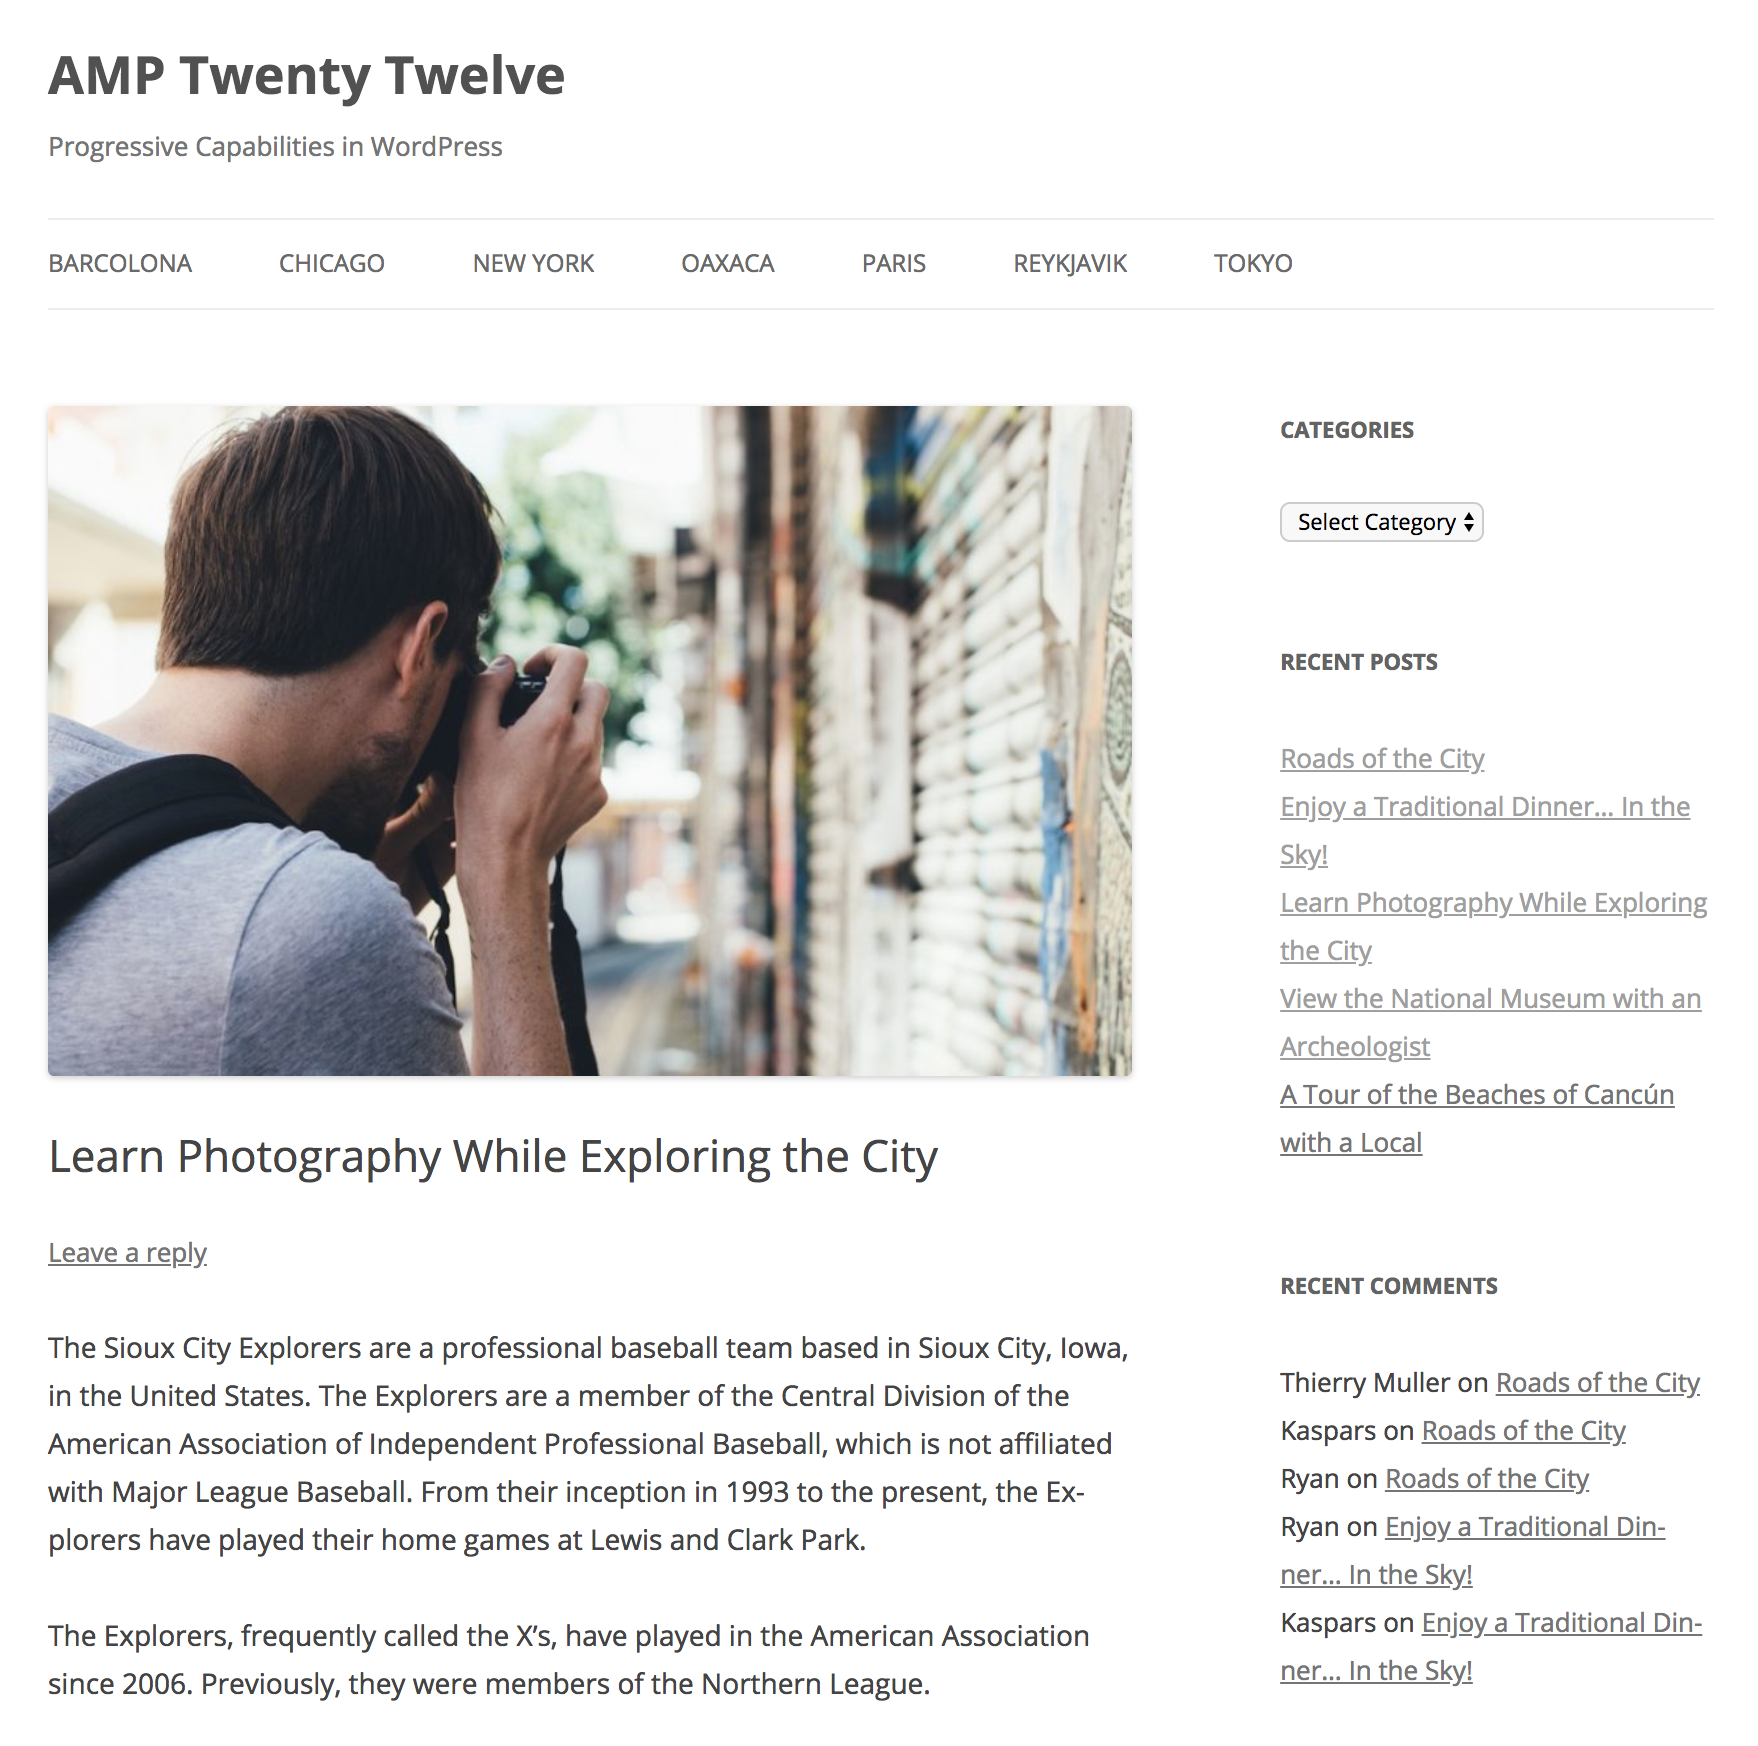 AMP Twenty Twelve
Progressive Capabilities in WordPress
BARCOLONA CHICAGO NEW YORK OAXACA PARIS REYKJAVIK TOKYO
Learn Photography While Exploring the City
Leave a reply
The Sioux City Explorers are a professional baseball team based in Sioux City, Iowa,
in the United States. The Explorers are a member of the Central Division of the
American Association of Independent Professional Baseball, which is not affiliated
with Major League Baseball. From their inception in 1993 to the present, the Ex-
plorers have played their home games at Lewis and Clark Park.
The Explorers, frequently called the X’s, have played in the American Association
since 2006. Previously, they were members of the Northern League.
CATEGORIES
Select Category
RECENT POSTS
Roads of the City
Enjoy a Traditional Dinner… In the
Sky!
Learn Photography While Exploring
the City
View the National Museum with an
Archeologist
A Tour of the Beaches of Cancún
with a Local
RECENT COMMENTS
Thierry Muller on Roads of the City
Kaspars on Roads of the City
Ryan on Roads of the City
Ryan on Enjoy a Traditional Din-
ner… In the Sky!
Kaspars on Enjoy a Traditional Din-
ner… In the Sky!